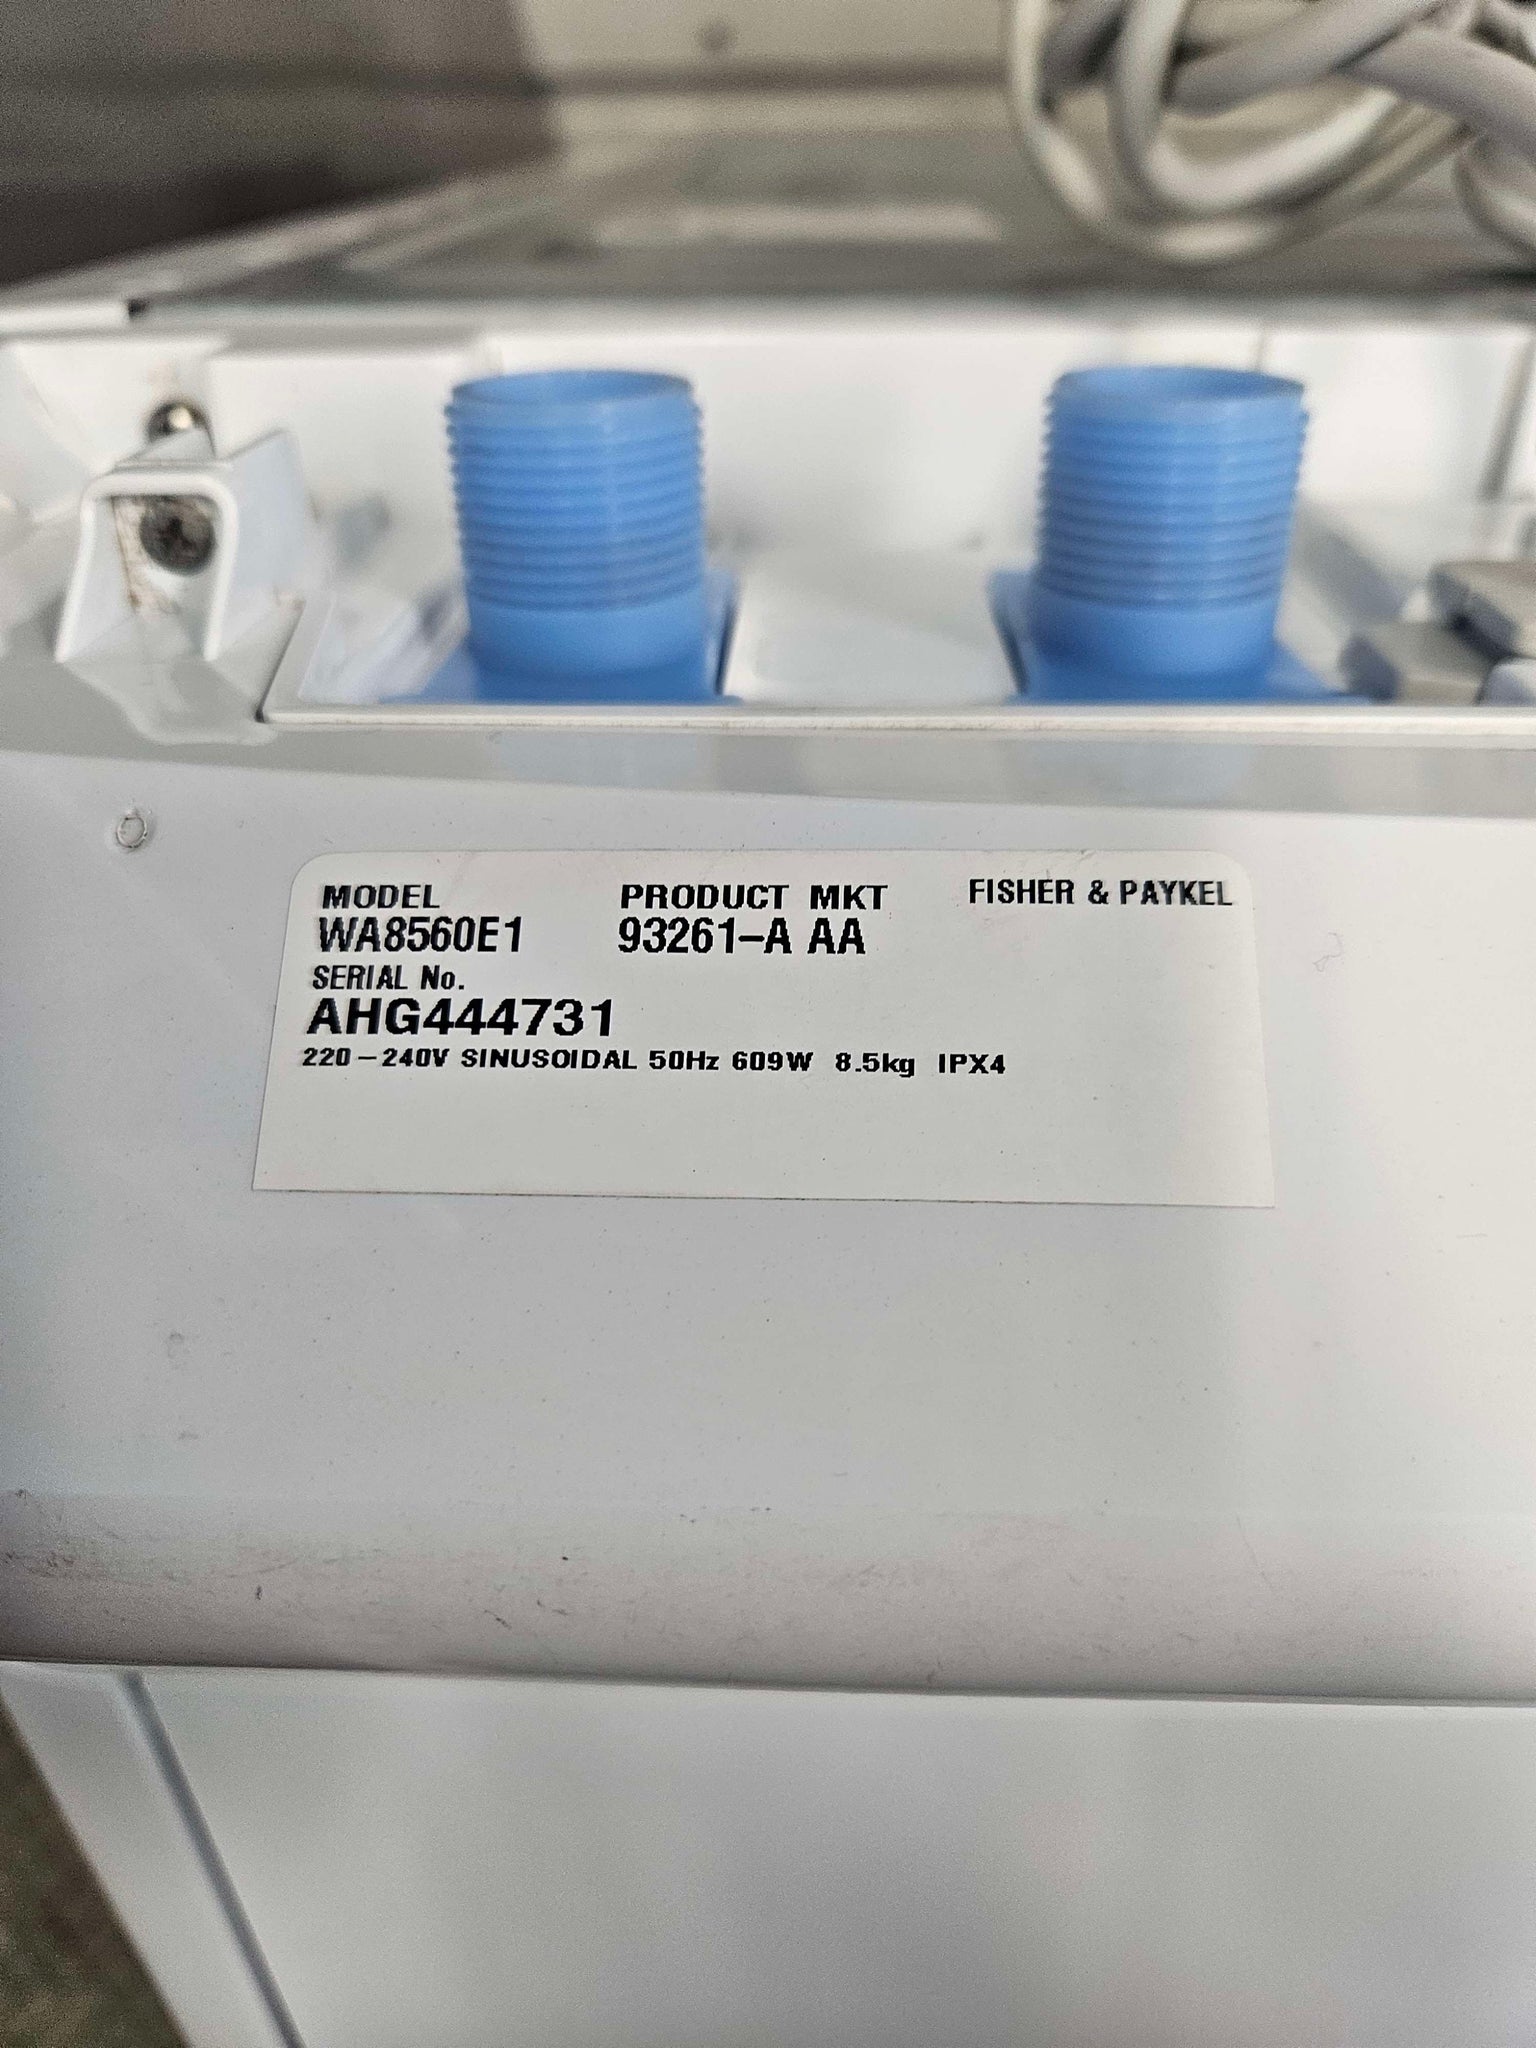 MODEL PRODUCT MKT FISHER & PAYKEL
WA8560E1 93261-A AA
SERIAL No.
AHG444731
220-240V SINUSOIDAL 50Hz 609W 8.5kg IPX4